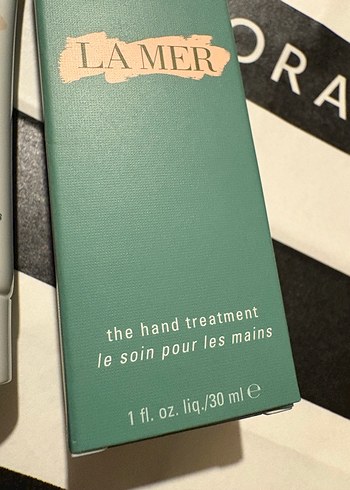 LA MER
ORA
the hand treatment
le soin pour les mains
1 fl. oz. liq./30 ml ℮